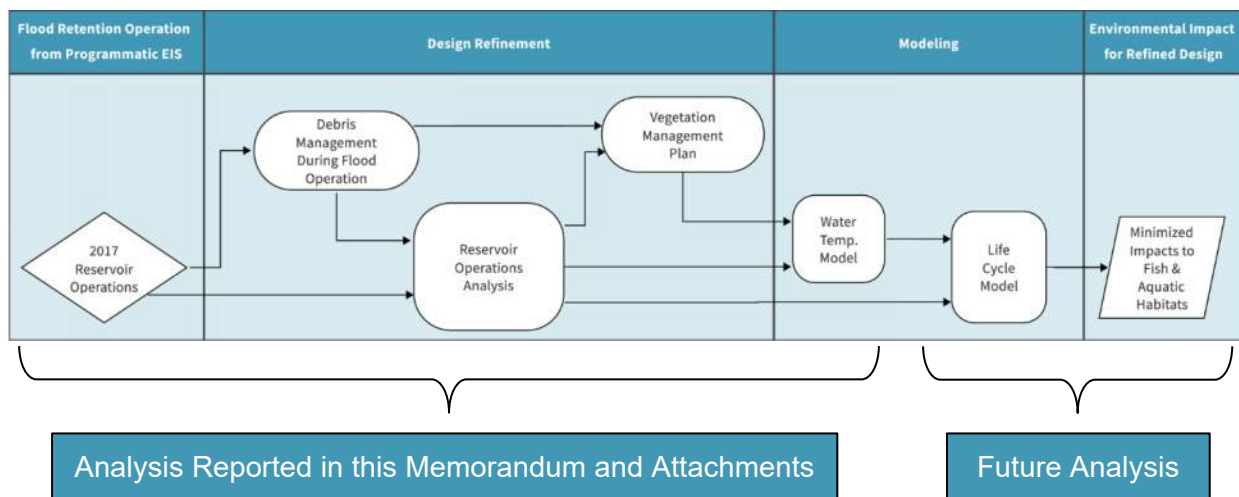 Flood Retention Operation
from Programmatic EIS
Design Refinement
Modeling
Environmental Impact
for Refined Design
Debris
Management
During Flood
Operation
Vegetation
Management
Plan
2017
Reservoir
Operations
Reservoir
Operations
Analysis
Water
Temp.
Model
Life
Cycle
Model
Minimized
Impacts to
Fish &
Aquatic
Habitats
Analysis Reported in this Memorandum and Attachments
Future Analysis